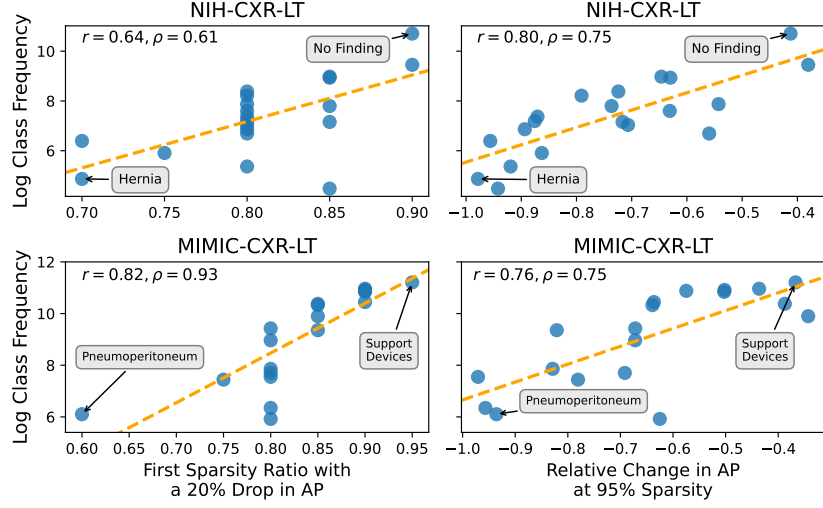 NIH-CXR-LT
NIH-CXR-LT
r = 0.64, ρ = 0.61
No Finding
Hernia
Log Class Frequency
10
8
6
0.70 0.75 0.80 0.85 0.90
r = 0.80, ρ = 0.75
No Finding
Hernia
−1.0 −0.9 −0.8 −0.7 −0.6 −0.5 −0.4
MIMIC-CXR-LT
MIMIC-CXR-LT
r = 0.82, ρ = 0.93
Pneumoperitoneum
Support
Devices
Log Class Frequency
12
10
8
6
0.60 0.65 0.70 0.75 0.80 0.85 0.90 0.95
First Sparsity Ratio with
a 20% Drop in AP
r = 0.76, ρ = 0.75
Support
Devices
Pneumoperitoneum
−1.0 −0.9 −0.8 −0.7 −0.6 −0.5 −0.4
Relative Change in AP
at 95% Sparsity